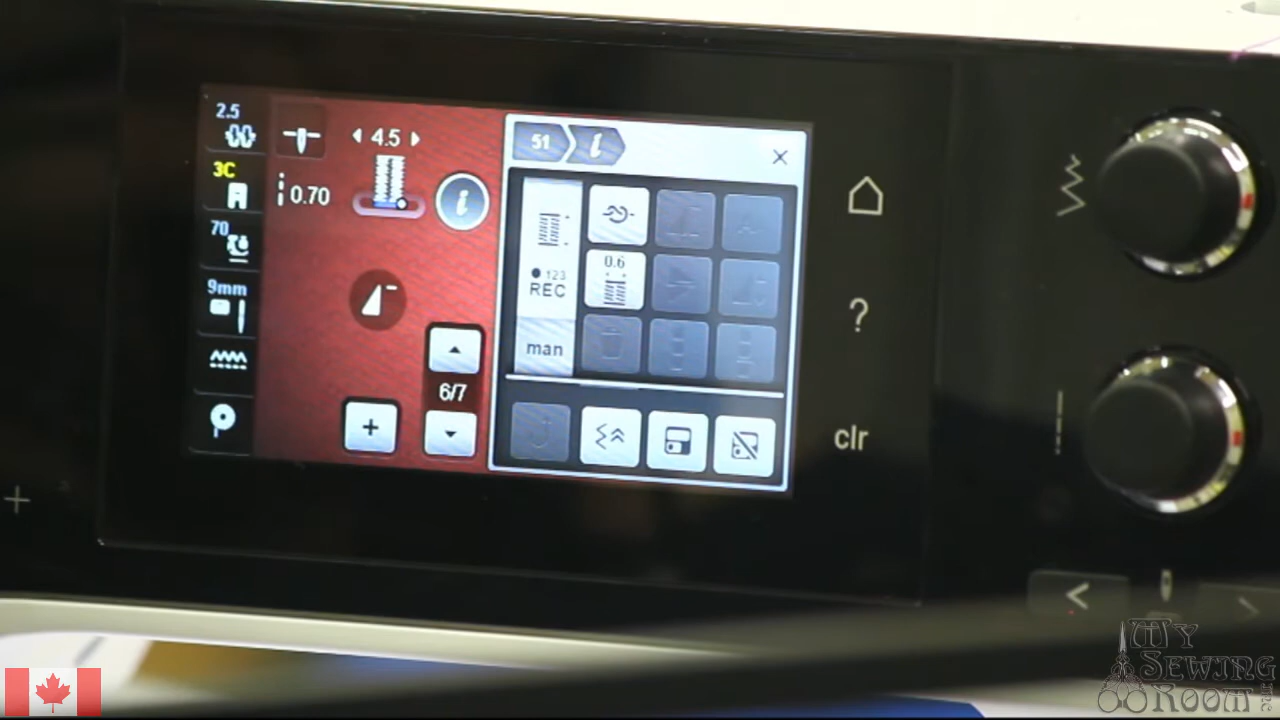 2.5
3C
70
9mm
4.5
0.70
6/7
51
i
i
123
REC
man
0.6
?
clr
My
Sewing
Room
INC